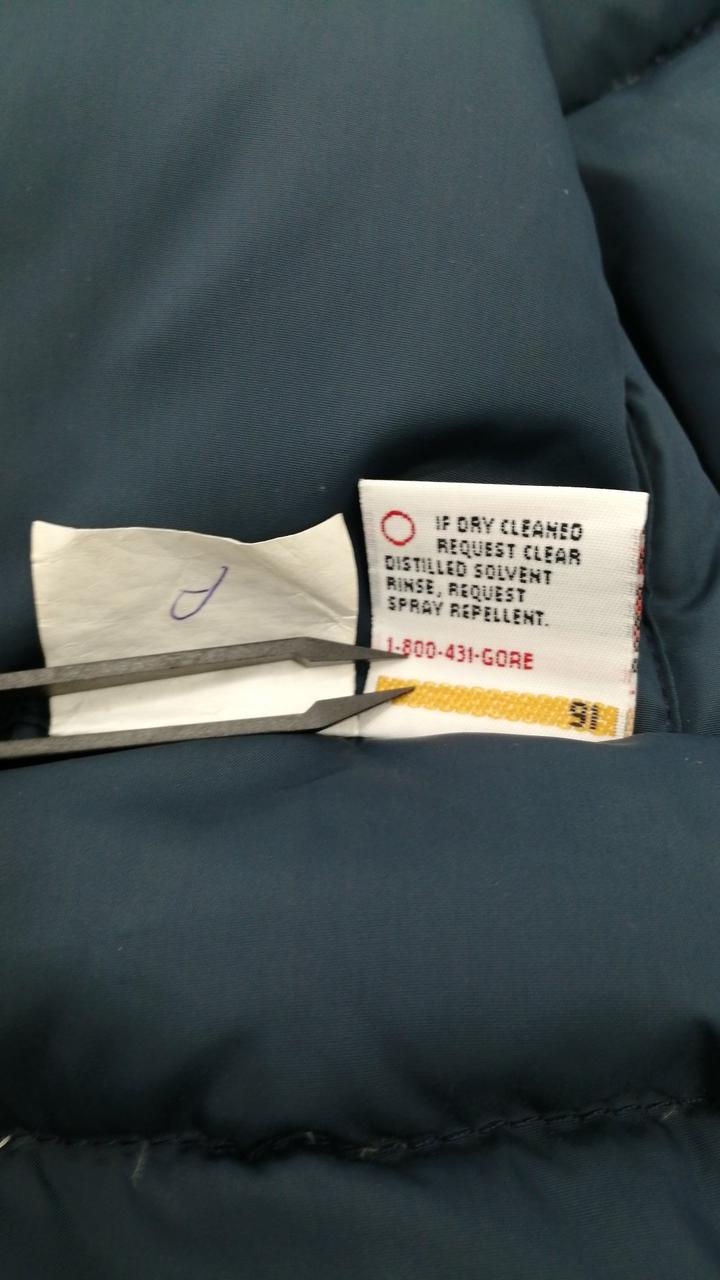 IF DRY CLEANED
REQUEST CLEAR
DISTILLED SOLVENT
RINSE, REQUEST
SPRAY REPELLENT.
1-800-431-GORE